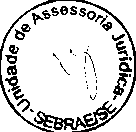 Unidade de Assessoria Jurídica
- SEBRAE/SE -